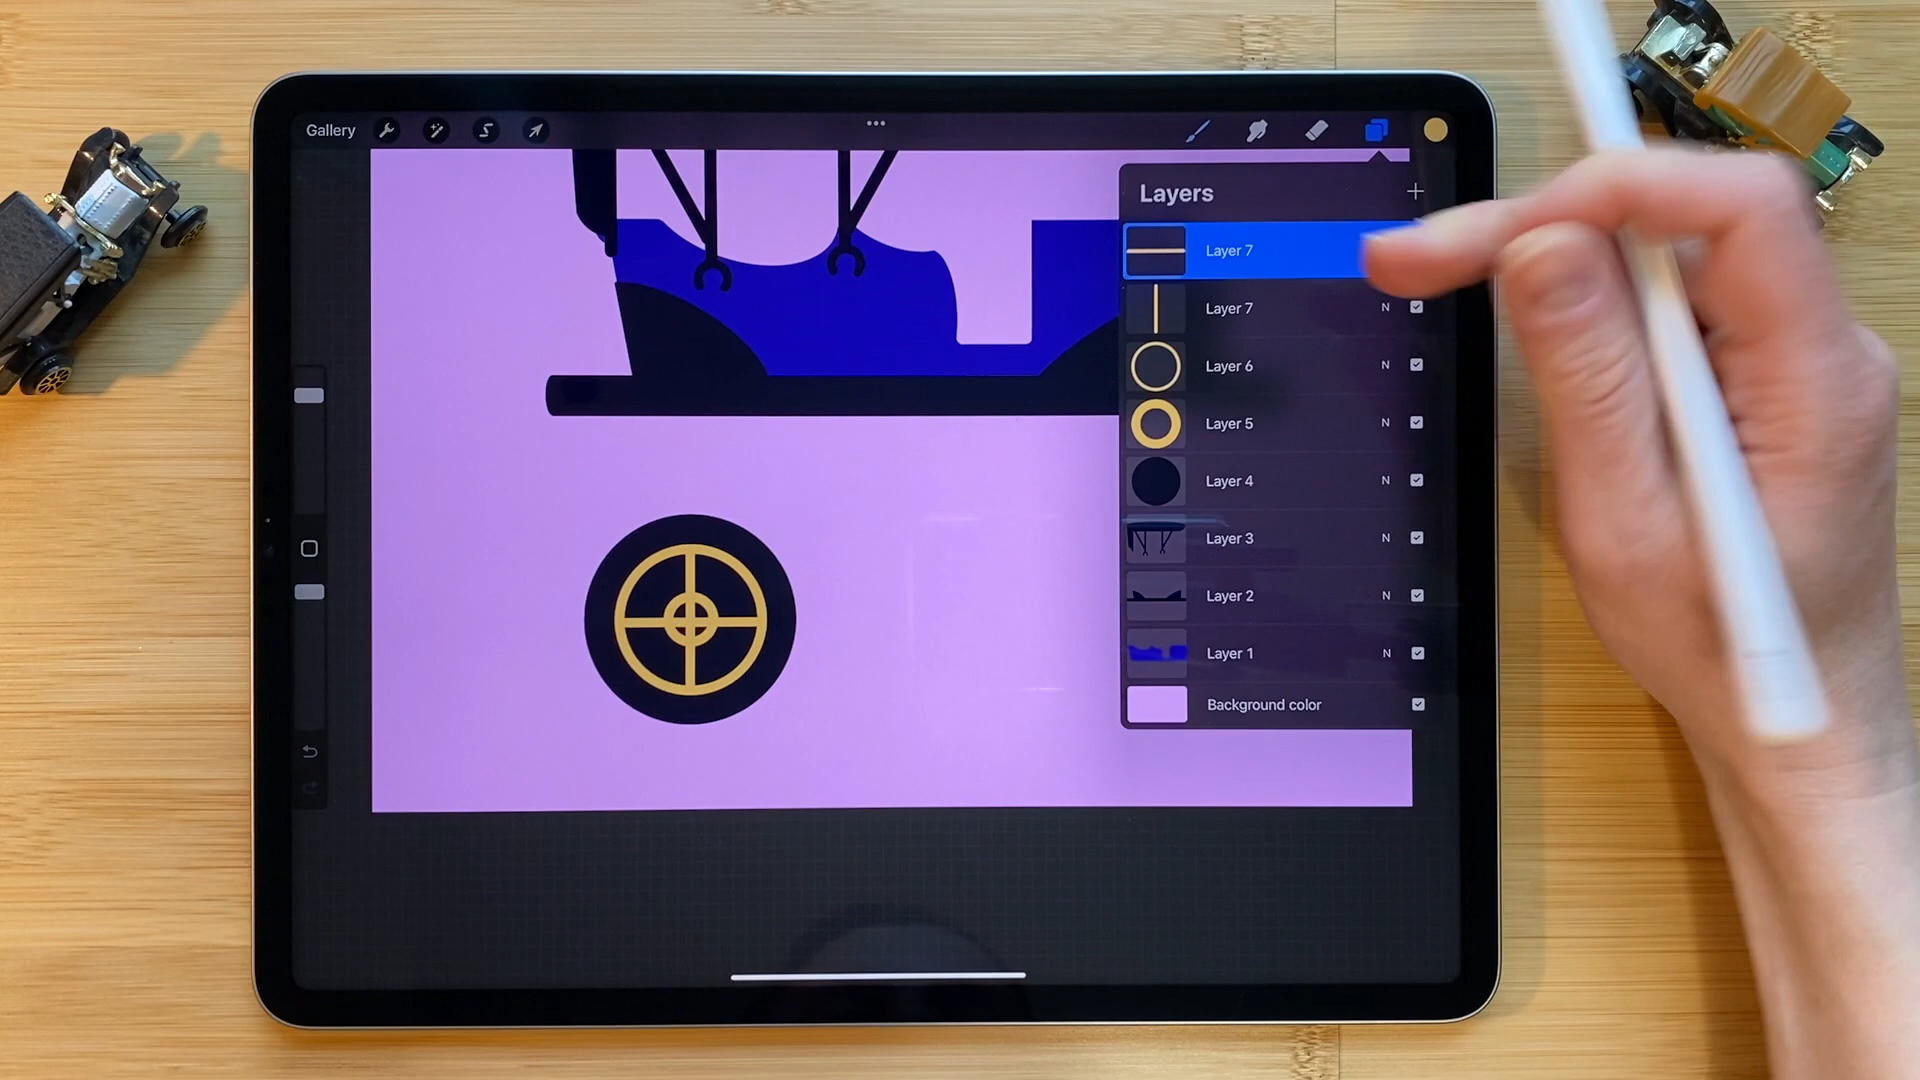 Gallery
Layers
Layer 7
Layer 7
N
Layer 6
N
Layer 5
N
Layer 4
N
Layer 3
N
Layer 2
N
Layer 1
N
Background color